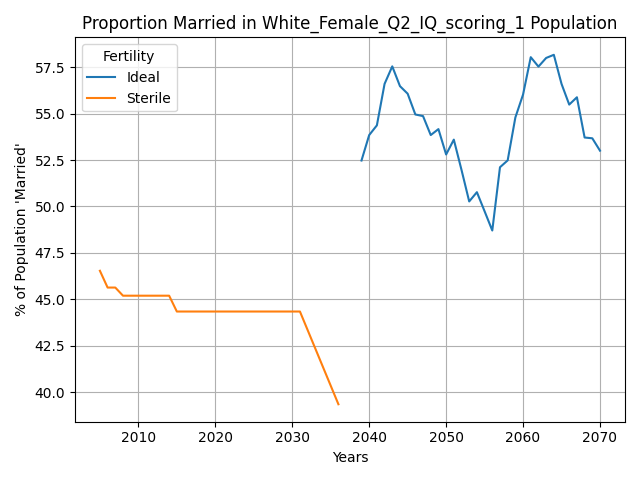 Proportion Married in White_Female_Q2_IQ_scoring_1 Population
Fertility
Ideal
Sterile
% of Population 'Married'
57.5
55.0
52.5
50.0
47.5
45.0
42.5
40.0
2010 2020 2030 2040 2050 2060 2070
Years